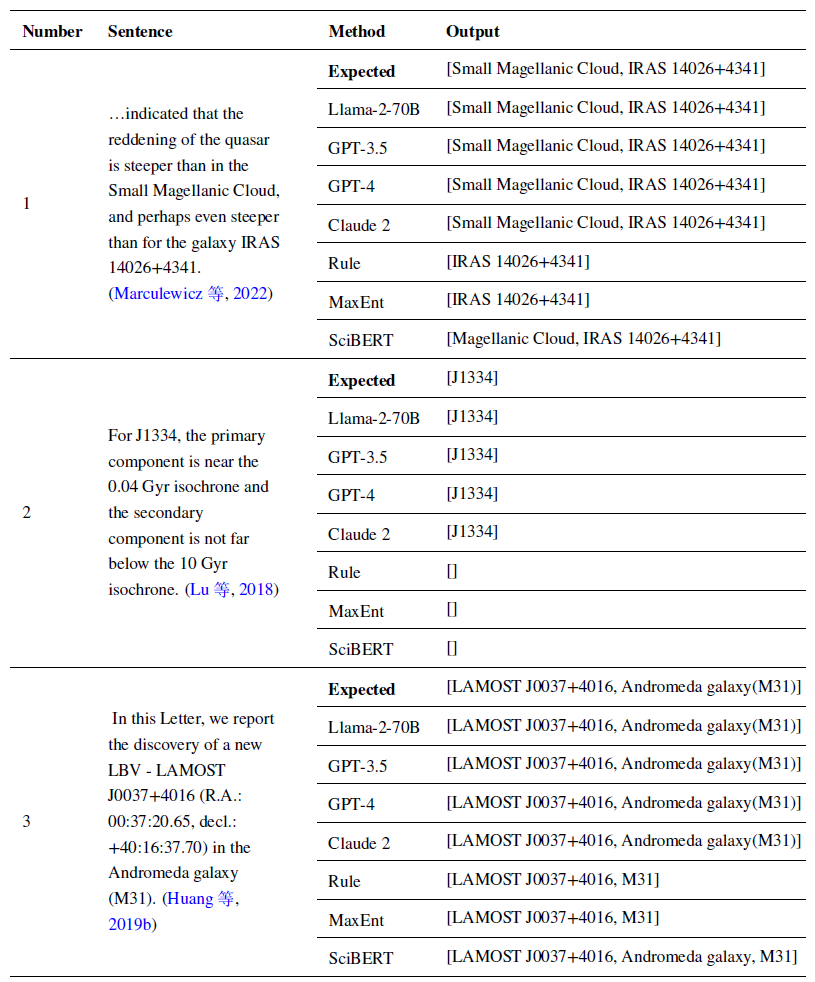 Number Sentence Method Output
1
…indicated that the
reddening of the quasar
is steeper than in the
Small Magellanic Cloud,
and perhaps even steeper
than for the galaxy IRAS
14026+4341.
(Marculewicz 等, 2022)
Expected [Small Magellanic Cloud, IRAS 14026+4341]
Llama-2-70B [Small Magellanic Cloud, IRAS 14026+4341]
GPT-3.5 [Small Magellanic Cloud, IRAS 14026+4341]
GPT-4 [Small Magellanic Cloud, IRAS 14026+4341]
Claude 2 [Small Magellanic Cloud, IRAS 14026+4341]
Rule [IRAS 14026+4341]
MaxEnt [IRAS 14026+4341]
SciBERT [Magellanic Cloud, IRAS 14026+4341]
2
For J1334, the primary
component is near the
0.04 Gyr isochrone and
the secondary
component is not far
below the 10 Gyr
isochrone. (Lu 等, 2018)
Expected [J1334]
Llama-2-70B [J1334]
GPT-3.5 [J1334]
GPT-4 [J1334]
Claude 2 [J1334]
Rule []
MaxEnt []
SciBERT []
3
In this Letter, we report
the discovery of a new
LBV - LAMOST
J0037+4016 (R.A.:
00:37:20.65, decl.:
+40:16:37.70) in the
Andromeda galaxy
(M31). (Huang 等,
2019b)
Expected [LAMOST J0037+4016, Andromeda galaxy(M31)]
Llama-2-70B [LAMOST J0037+4016, Andromeda galaxy(M31)]
GPT-3.5 [LAMOST J0037+4016, Andromeda galaxy(M31)]
GPT-4 [LAMOST J0037+4016, Andromeda galaxy(M31)]
Claude 2 [LAMOST J0037+4016, Andromeda galaxy(M31)]
Rule [LAMOST J0037+4016, M31]
MaxEnt [LAMOST J0037+4016, M31]
SciBERT [LAMOST J0037+4016, Andromeda galaxy, M31]